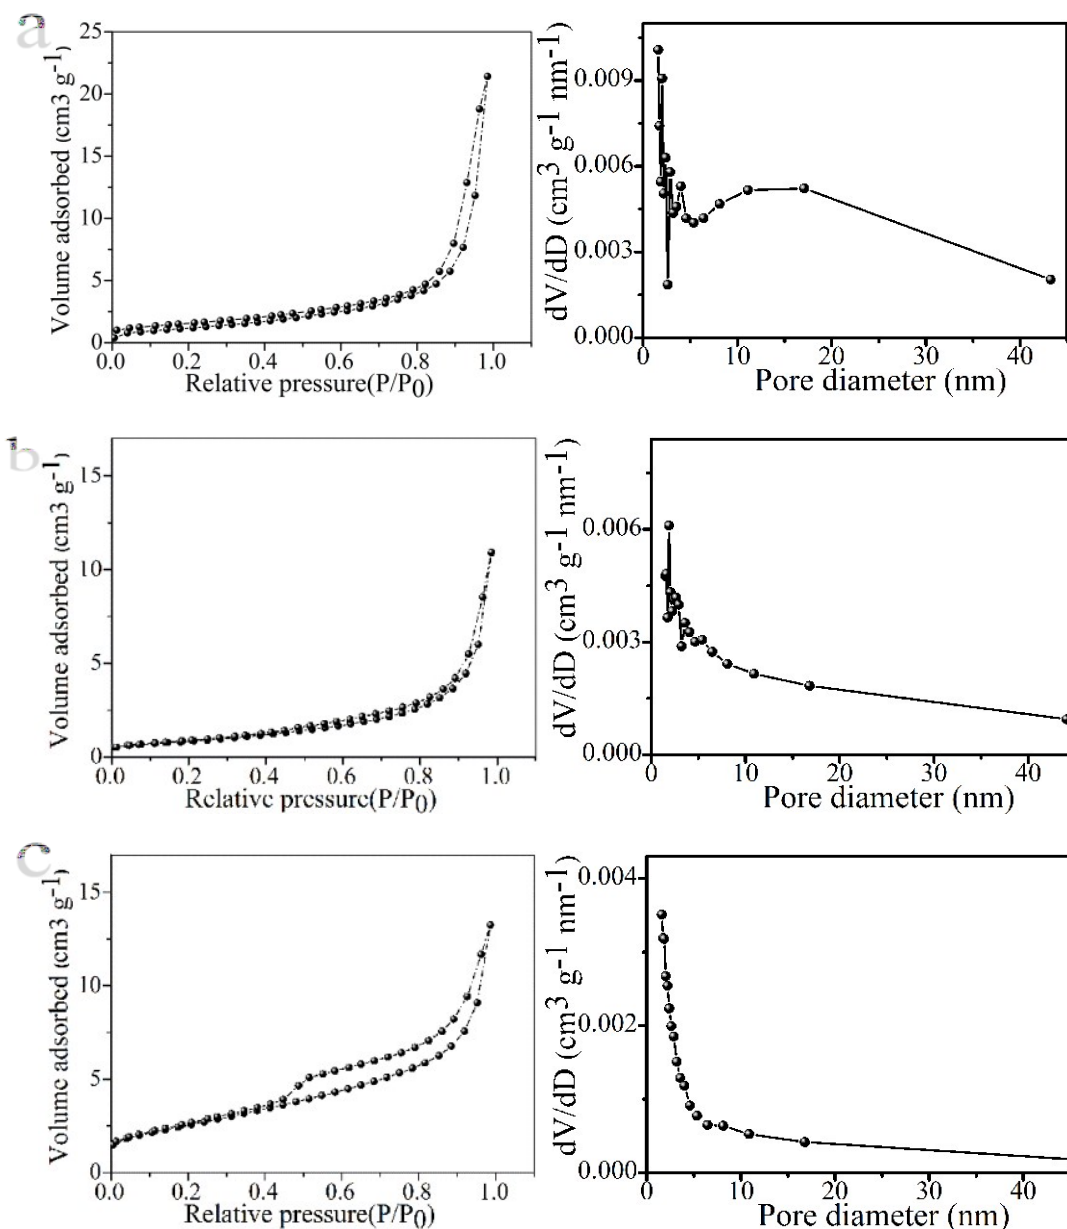 a
Volume adsorbed (cm3 g-1)
25
20
15
10
5
0
0.0 0.2 0.4 0.6 0.8 1.0
Relative pressure(P/P0)
dV/dD (cm3 g-1 nm-1)
0.009
0.006
0.003
0.000
0 10 20 30 40
Pore diameter (nm)
b
Volume adsorbed (cm3 g-1)
15
10
5
0
0.0 0.2 0.4 0.6 0.8 1.0
Relative pressure(P/P0)
dV/dD (cm3 g-1 nm-1)
0.006
0.003
0.000
0 10 20 30 40
Pore diameter (nm)
c
Volume adsorbed (cm3 g-1)
15
10
5
0
0.0 0.2 0.4 0.6 0.8 1.0
Relative pressure(P/P0)
dV/dD (cm3 g-1 nm-1)
0.004
0.002
0.000
0 10 20 30 40
Pore diameter (nm)